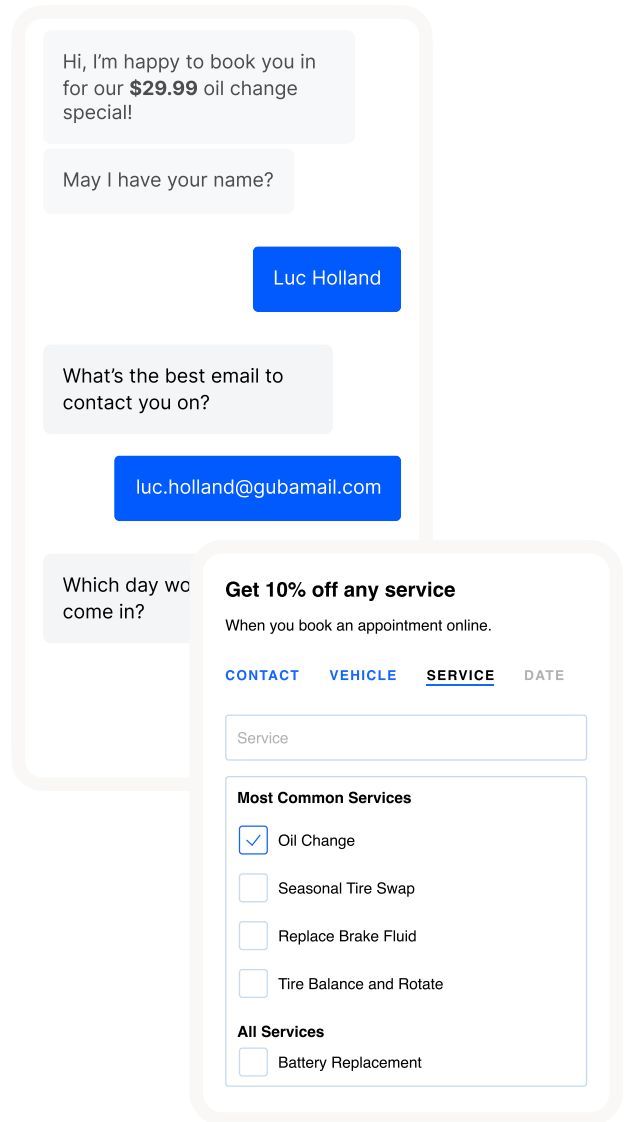 Hi, I’m happy to book you in
for our $29.99 oil change
special!
May I have your name?
Luc Holland
What’s the best email to
contact you on?
luc.holland@gubamail.com
Which day
come in?
Get 10% off any service
When you book an appointment online.
CONTACT VEHICLE SERVICE DATE
Service
Most Common Services
Oil Change
Seasonal Tire Swap
Replace Brake Fluid
Tire Balance and Rotate
All Services
Battery Replacement